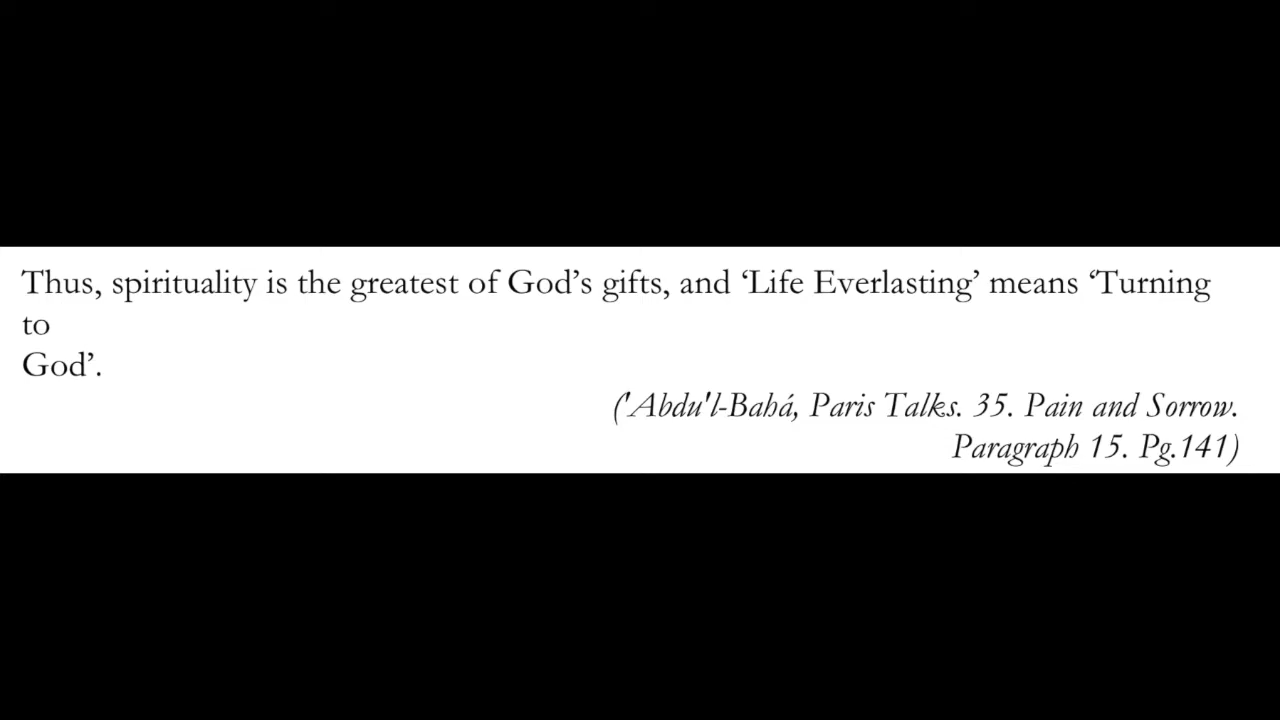 Thus, spirituality is the greatest of God’s gifts, and ‘Life Everlasting’ means ‘Turning
to
God’.
('Abdu'l-Bahá, Paris Talks. 35. Pain and Sorrow.
Paragraph 15. Pg.141)